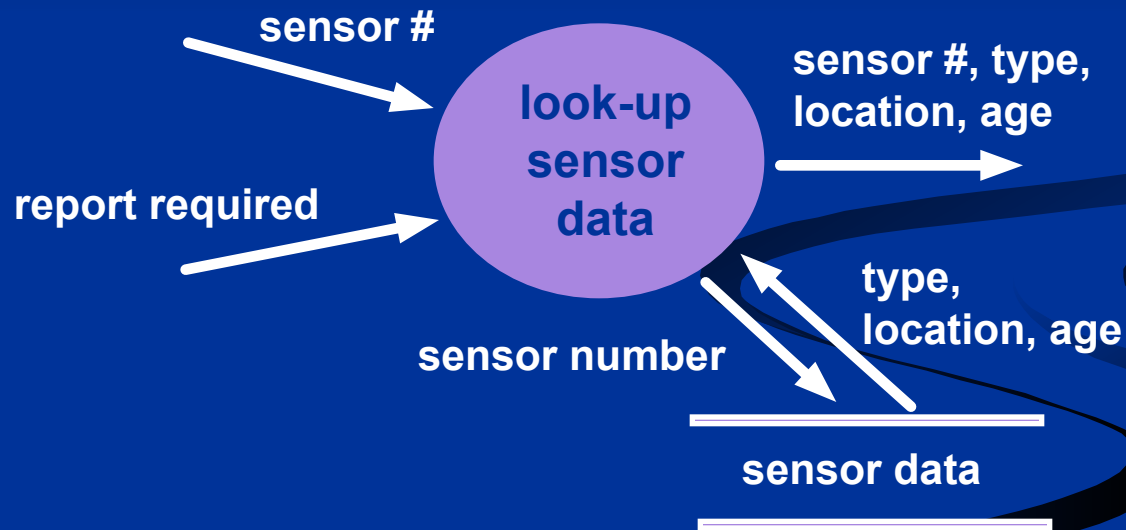 sensor #
look-up
sensor
data
sensor #, type,
location, age
report required
type,
location, age
sensor number
sensor data